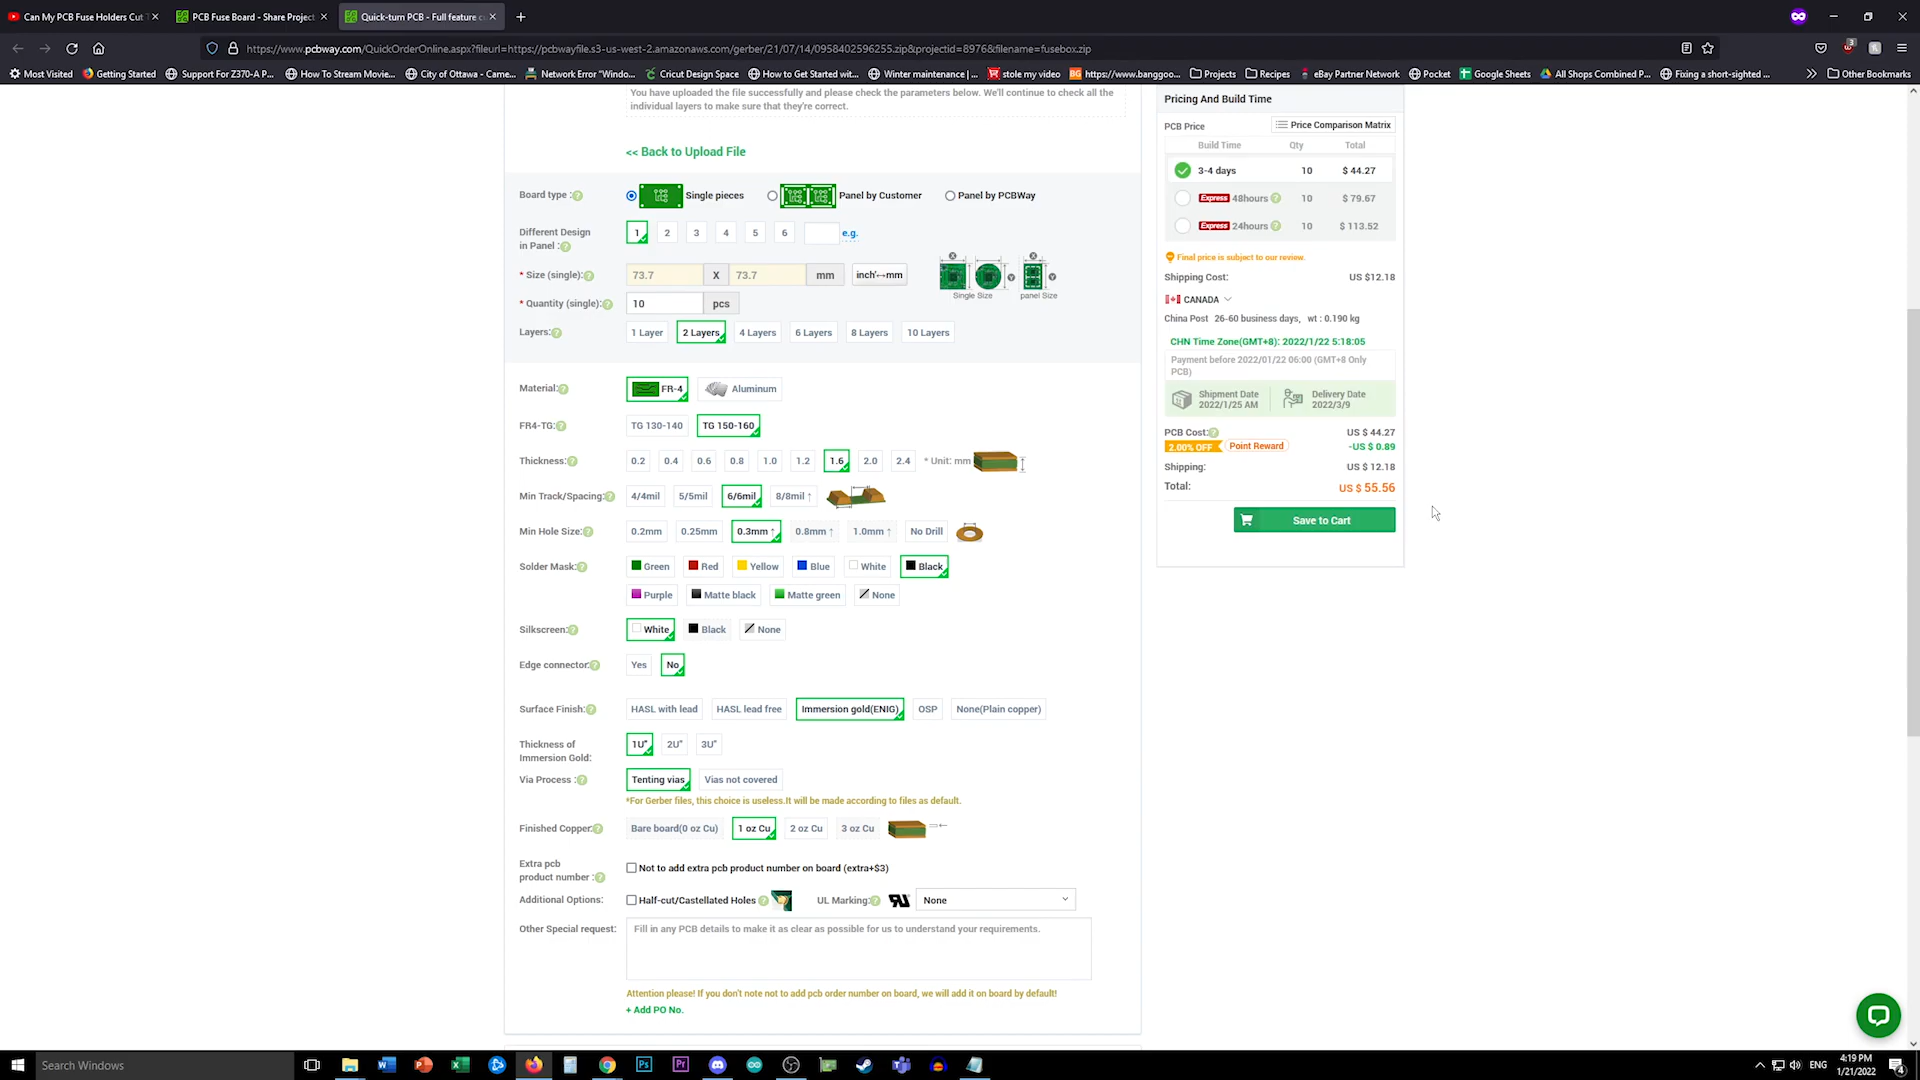 Can My PCB Fuse Holders Cut
PCB Fuse Board - Share Project
Quick-turn PCB - Full feature c
https://www.pcbway.com/QuickOrderOnline.aspx?fileurl=https://pcbwayfile.s3-us-west-2.amazonaws.com/gerber/21/07/14/0958402596255.zip&projectid=8976&filename=fusebox.zip
Most Visited Getting Started Support For Z370-A P... How To Stream Movie... City of Ottawa - Came... Network Error "Windo... Cricut Design Space How to Get Started wit... Winter maintenance | ... stole my video https://www.banggoo... Projects Recipes eBay Partner Network Pocket Google Sheets All Shops Combined P... Fixing a short-sighted ... Other Bookmarks
You have uploaded the file successfully and please check the parameters below. We'll continue to check all the
individual layers to make sure that they're correct.
<< Back to Upload File
Board type : Single pieces Panel by Customer Panel by PCBWay
Different Design
in Panel : 1 2 3 4 5 6 e.g.
* Size (single): 73.7 X 73.7 mm inch'↔mm
X Y X Y
Single Size panel Size
* Quantity (single): 10 pcs
Layers: 1 Layer 2 Layers 4 Layers 6 Layers 8 Layers 10 Layers
Material: FR-4 Aluminum
FR4-TG: TG 130-140 TG 150-160
Thickness: 0.2 0.4 0.6 0.8 1.0 1.2 1.6 2.0 2.4 * Unit: mm
Min Track/Spacing: 4/4mil 5/5mil 6/6mil 8/8mil ↑
Min Hole Size: 0.2mm 0.25mm 0.3mm ↑ 0.8mm ↑ 1.0mm ↑ No Drill
Solder Mask: Green Red Yellow Blue White Black
Purple Matte black Matte green None
Silkscreen: White Black None
Edge connector: Yes No
Surface Finish: HASL with lead HASL lead free Immersion gold(ENIG) OSP None(Plain copper)
Thickness of
Immersion Gold: 1U" 2U" 3U"
Via Process : Tenting vias Vias not covered
*For Gerber files, this choice is useless.It will be made according to files as default.
Finished Copper: Bare board(0 oz Cu) 1 oz Cu 2 oz Cu 3 oz Cu
Extra pcb
product number : Not to add extra pcb product number on board (extra+$3)
Additional Options: Half-cut/Castellated Holes UL Marking: None
Other Special request: Fill in any PCB details to make it as clear as possible for us to understand your requirements.
Attention please! If you don't note not to add pcb order number on board, we will add it on board by default!
+ Add PO No.
Pricing And Build Time
PCB Price Price Comparison Matrix
Build Time Qty Total
3-4 days 10 $ 44.27
Express 48hours 10 $ 79.67
Express 24hours 10 $ 113.52
Final price is subject to our review.
Shipping Cost: US $12.18
CANADA
China Post 26-60 business days, wt : 0.190 kg
CHN Time Zone(GMT+8): 2022/1/22 5:18:05
Payment before 2022/01/22 06:00 (GMT+8 Only
PCB)
Shipment Date
2022/1/25 AM
Delivery Date
2022/3/9
PCB Cost: US $ 44.27
2.00% OFF Point Reward -US $ 0.89
Shipping: US $ 12.18
Total: US $ 55.56
Save to Cart
Search Windows
ENG
4:19 PM
1/21/2022